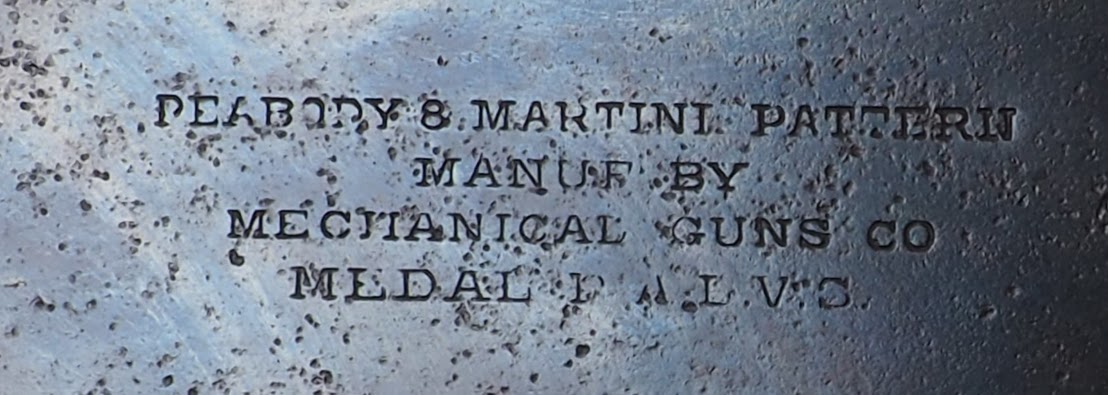 PEABODY & MARTINI. PATTERN
MANUF BY
MECHANICAL GUNS CO
MEDAL